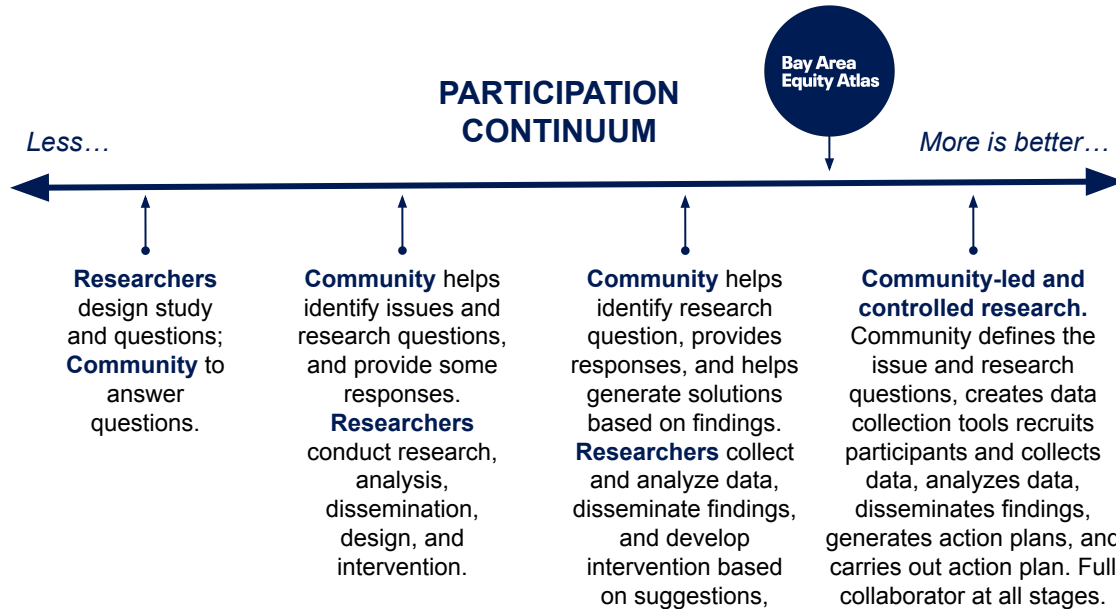 Bay Area
Equity Atlas
PARTICIPATION
CONTINUUM
Less…
More is better…
Researchers
design study
and questions;
Community to
answer
questions.
Community helps
identify issues and
research questions,
and provide some
responses.
Researchers
conduct research,
analysis,
dissemination,
design, and
intervention.
Community helps
identify research
question, provides
responses, and helps
generate solutions
based on findings.
Researchers collect
and analyze data,
disseminate findings,
and develop
intervention based
on suggestions,
Community-led and
controlled research.
Community defines the
issue and research
questions, creates data
collection tools recruits
participants and collects
data, analyzes data,
disseminates findings,
generates action plans, and
carries out action plan. Full
collaborator at all stages.